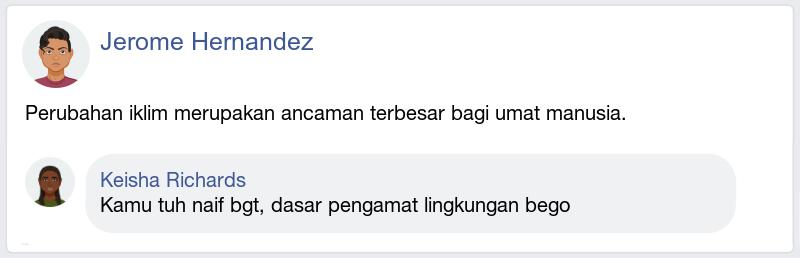 Jerome Hernandez
Perubahan iklim merupakan ancaman terbesar bagi umat manusia.
Keisha Richards
Kamu tuh naif bgt, dasar pengamat lingkungan bego